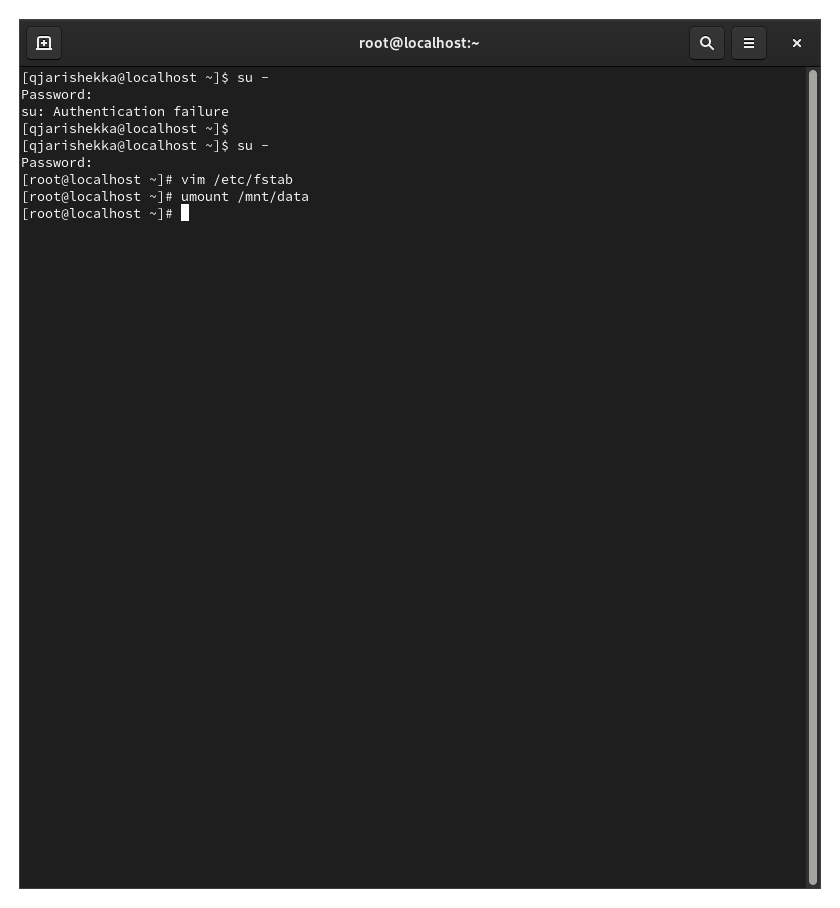 root@localhost:~
[qjarishekka@localhost ~]$ su -
Password:
su: Authentication failure
[qjarishekka@localhost ~]$
[qjarishekka@localhost ~]$ su -
Password:
[root@localhost ~]# vim /etc/fstab
[root@localhost ~]# umount /mnt/data
[root@localhost ~]#